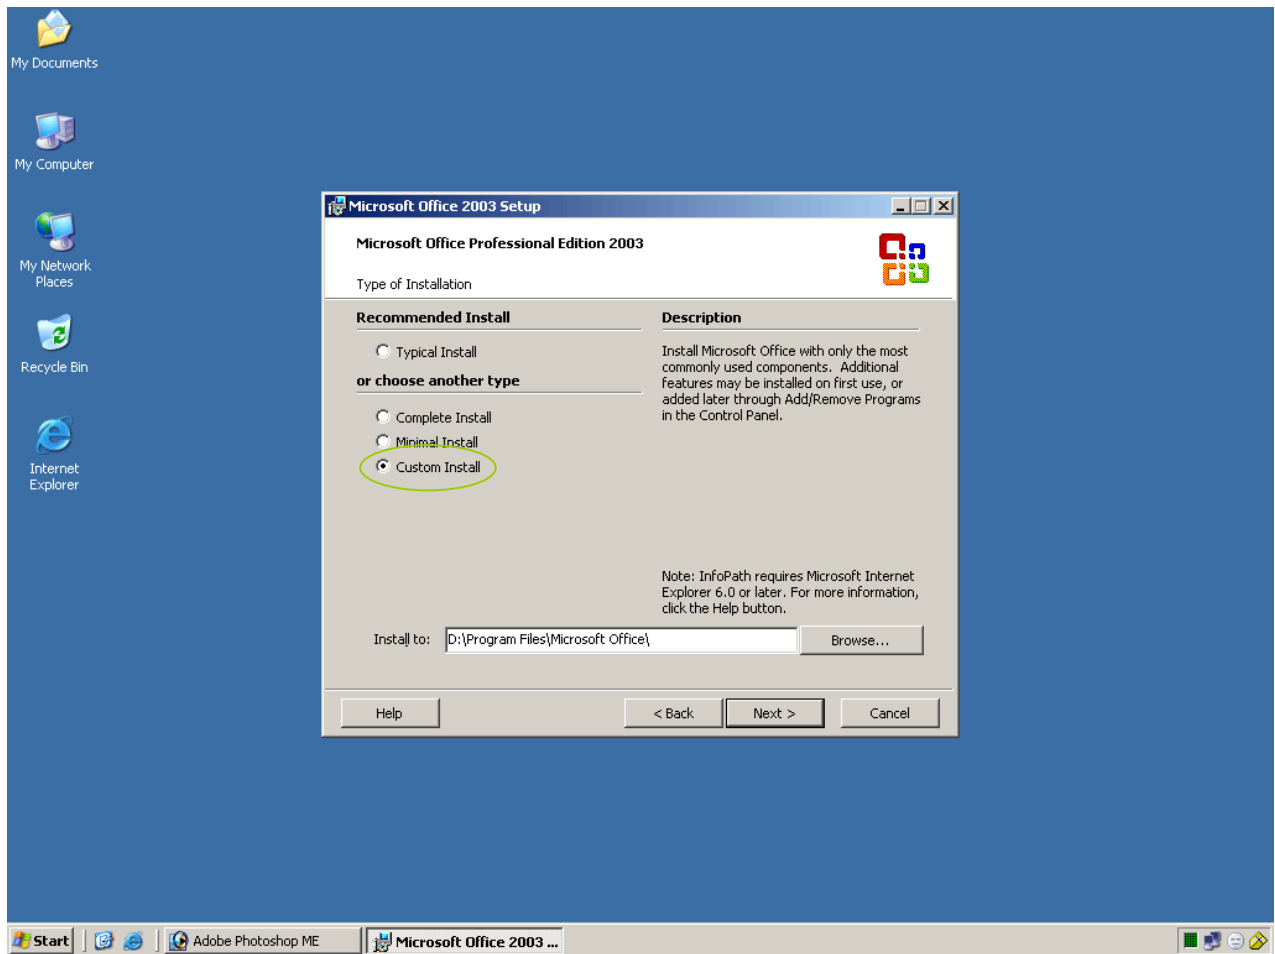 My Documents
My Computer
My Network
Places
Recycle Bin
Internet
Explorer
Microsoft Office 2003 Setup
Microsoft Office Professional Edition 2003
Type of Installation
Recommended Install
Typical Install
or choose another type
Complete Install
Minimal Install
Custom Install
Description
Install Microsoft Office with only the most
commonly used components.  Additional
features may be installed on first use, or
added later through Add/Remove Programs
in the Control Panel.
Note: InfoPath requires Microsoft Internet
Explorer 6.0 or later. For more information,
click the Help button.
Install to: D:\Program Files\Microsoft Office\ Browse...
Help < Back Next > Cancel
Start Adobe Photoshop ME Microsoft Office 2003 ...